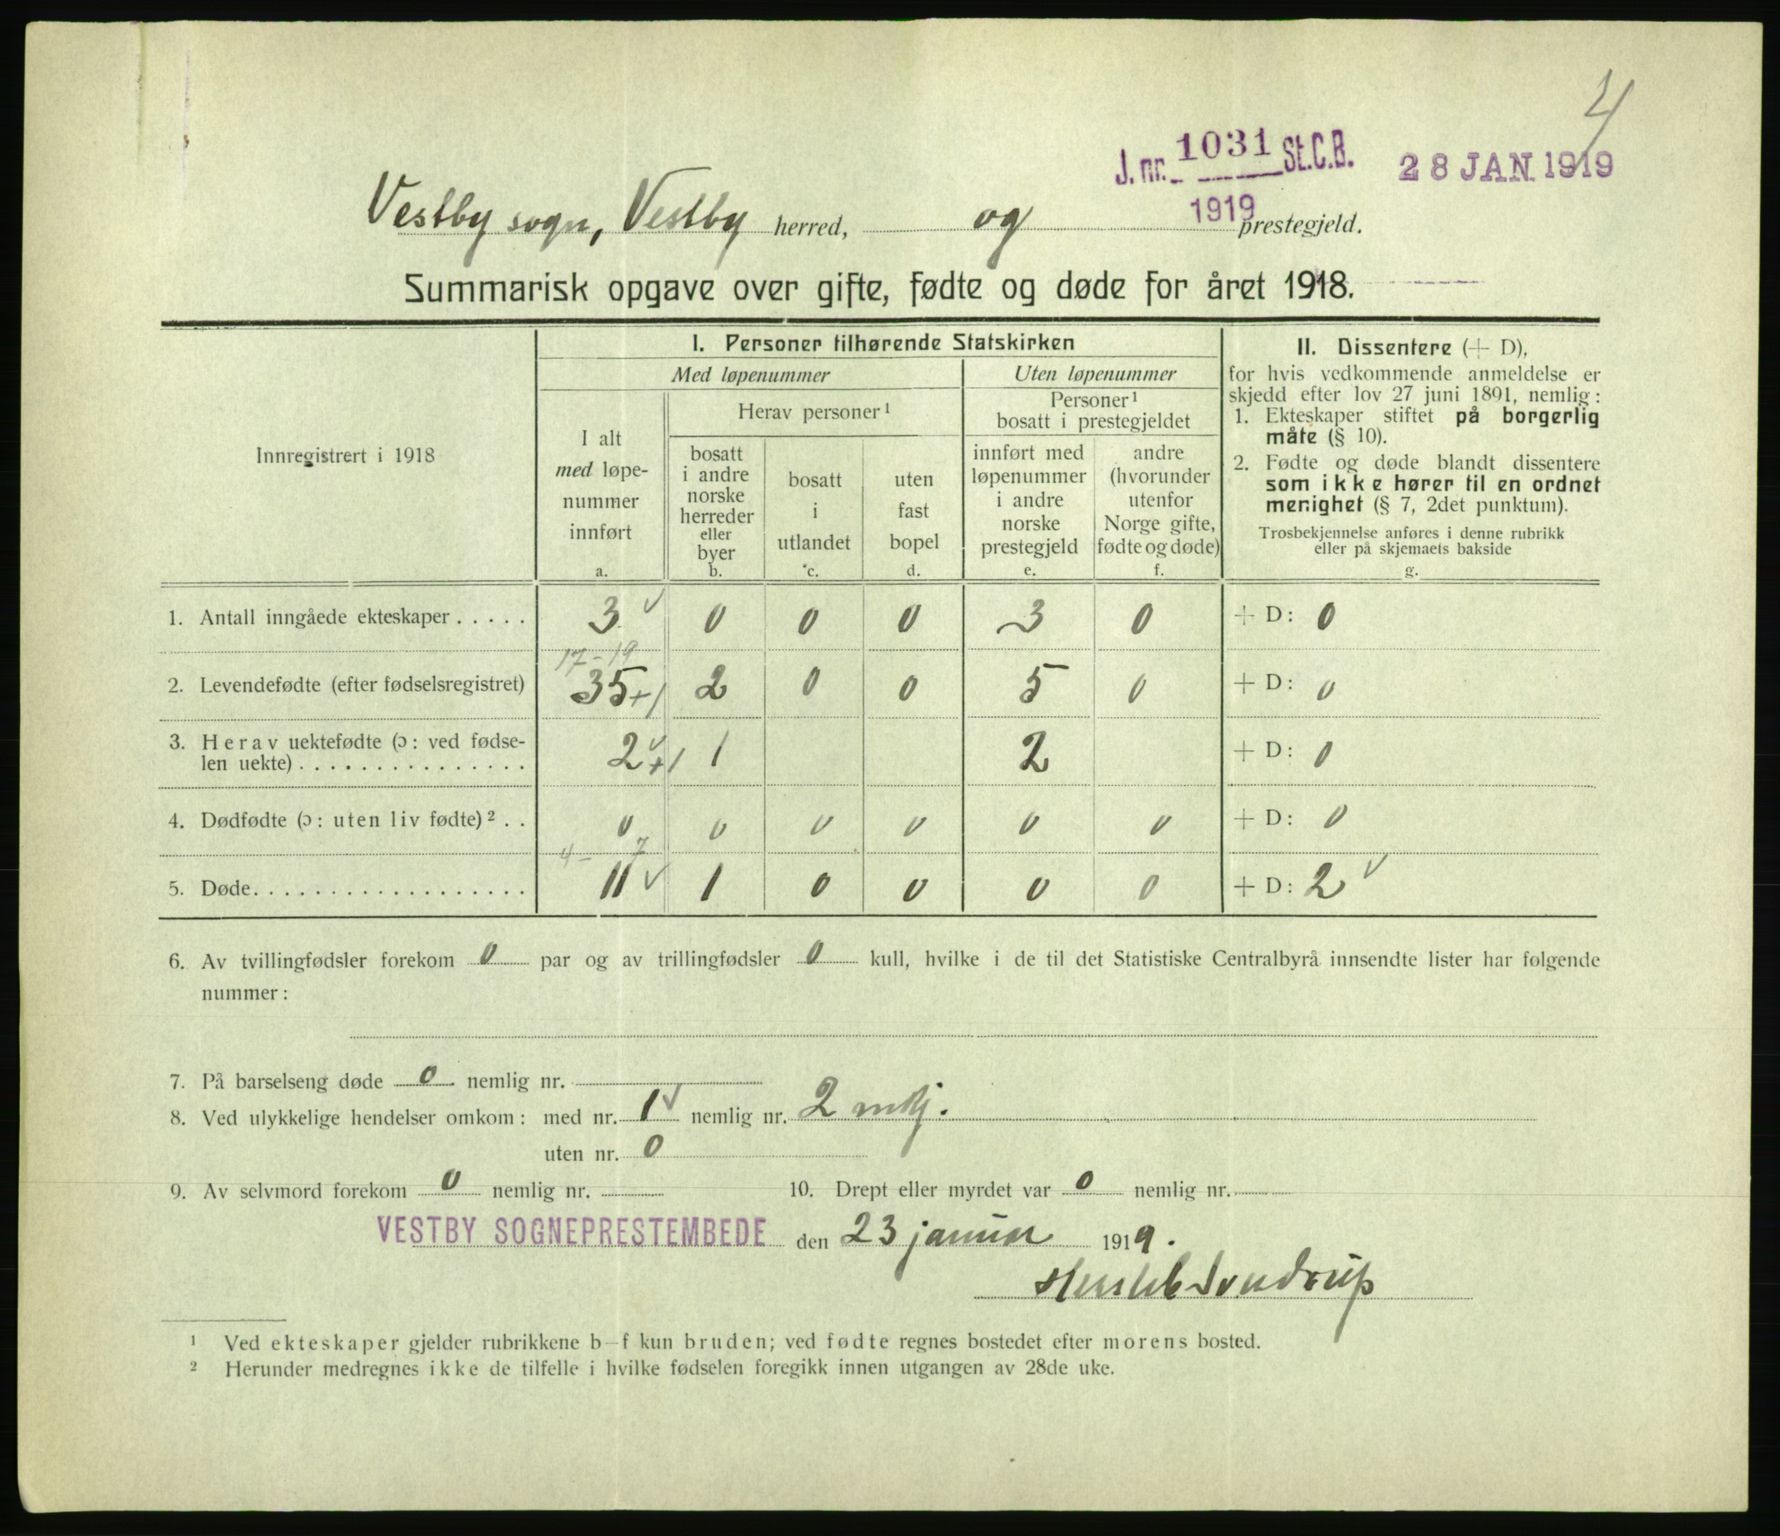 4
J. nr. 1031 St.C.B.
1919
28 JAN. 1919
Vestby sogn, Vestby herred, og prestegjeld.
Summarisk opgave over gifte, fødte og døde for året 1918.
Innregistrert i 1918
I. Personer tilhørende Statskirken
Med løpenummer
Uten løpenummer
I alt
med løpe-
nummer
innført
a.
Herav personer¹
bosatt
i andre
norske
herreder
eller
byer
b.
bosatt
i
utlandet
c.
uten
fast
bopel
d.
Personer¹
bosatt i prestegjeldet
innført med
løpenummer
i andre
norske
prestegjeld
e.
andre
(hvorunder
utenfor
Norge gifte,
fødte og døde)
f.
II. Dissentere (+ D),
for hvis vedkommende anmeldelse er
skjedd efter lov 27 juni 1891, nemlig:
1. Ekteskaper stiftet på borgerlig
måte (§ 10).
2. Fødte og døde blandt dissentere
som ikke hører til en ordnet
menighet (§ 7, 2det punktum).
Trosbekjennelse anføres i denne rubrikk
eller på skjemaets bakside
g.
1. Antall inngåede ekteskaper . . . . . 3 √ 0 0 0 3 0 + D: 0
17 - 19
2. Levendefødte (efter fødselsregistret) 35+1 2 0 0 5 0 + D: 0
3. Herav uektefødte (ɔ: ved fødse-
len uekte) . . . . . . . . . . . . . . . 2 √ +1 1 2 + D: 0
4. Dødfødte (ɔ: uten liv fødte)² . . 0 0 0 0 0 0 + D: 0
4 - 7
5. Døde. . . . . . . . . . . . . . . . . . 11 √ 1 0 0 0 0 + D: 2 √
6. Av tvillingfødsler forekom 0 par og av trillingfødsler 0 kull, hvilke i de til det Statistiske Centralbyrå innsendte lister har følgende
nummer:
7. På barselseng døde 0 nemlig nr.
8. Ved ulykkelige hendelser omkom: med nr. 1 √ nemlig nr. 2 mkj.
uten nr. 0
9. Av selvmord forekom 0 nemlig nr. 10. Drept eller myrdet var 0 nemlig nr.
VESTBY SOGNEPRESTEMBEDE den 23 januar 1919.
¹ Ved ekteskaper gjelder rubrikkene b–f kun bruden; ved fødte regnes bostedet efter morens bosted.
² Herunder medregnes ikke de tilfelle i hvilke fødselen foregikk innen utgangen av 28de uke.